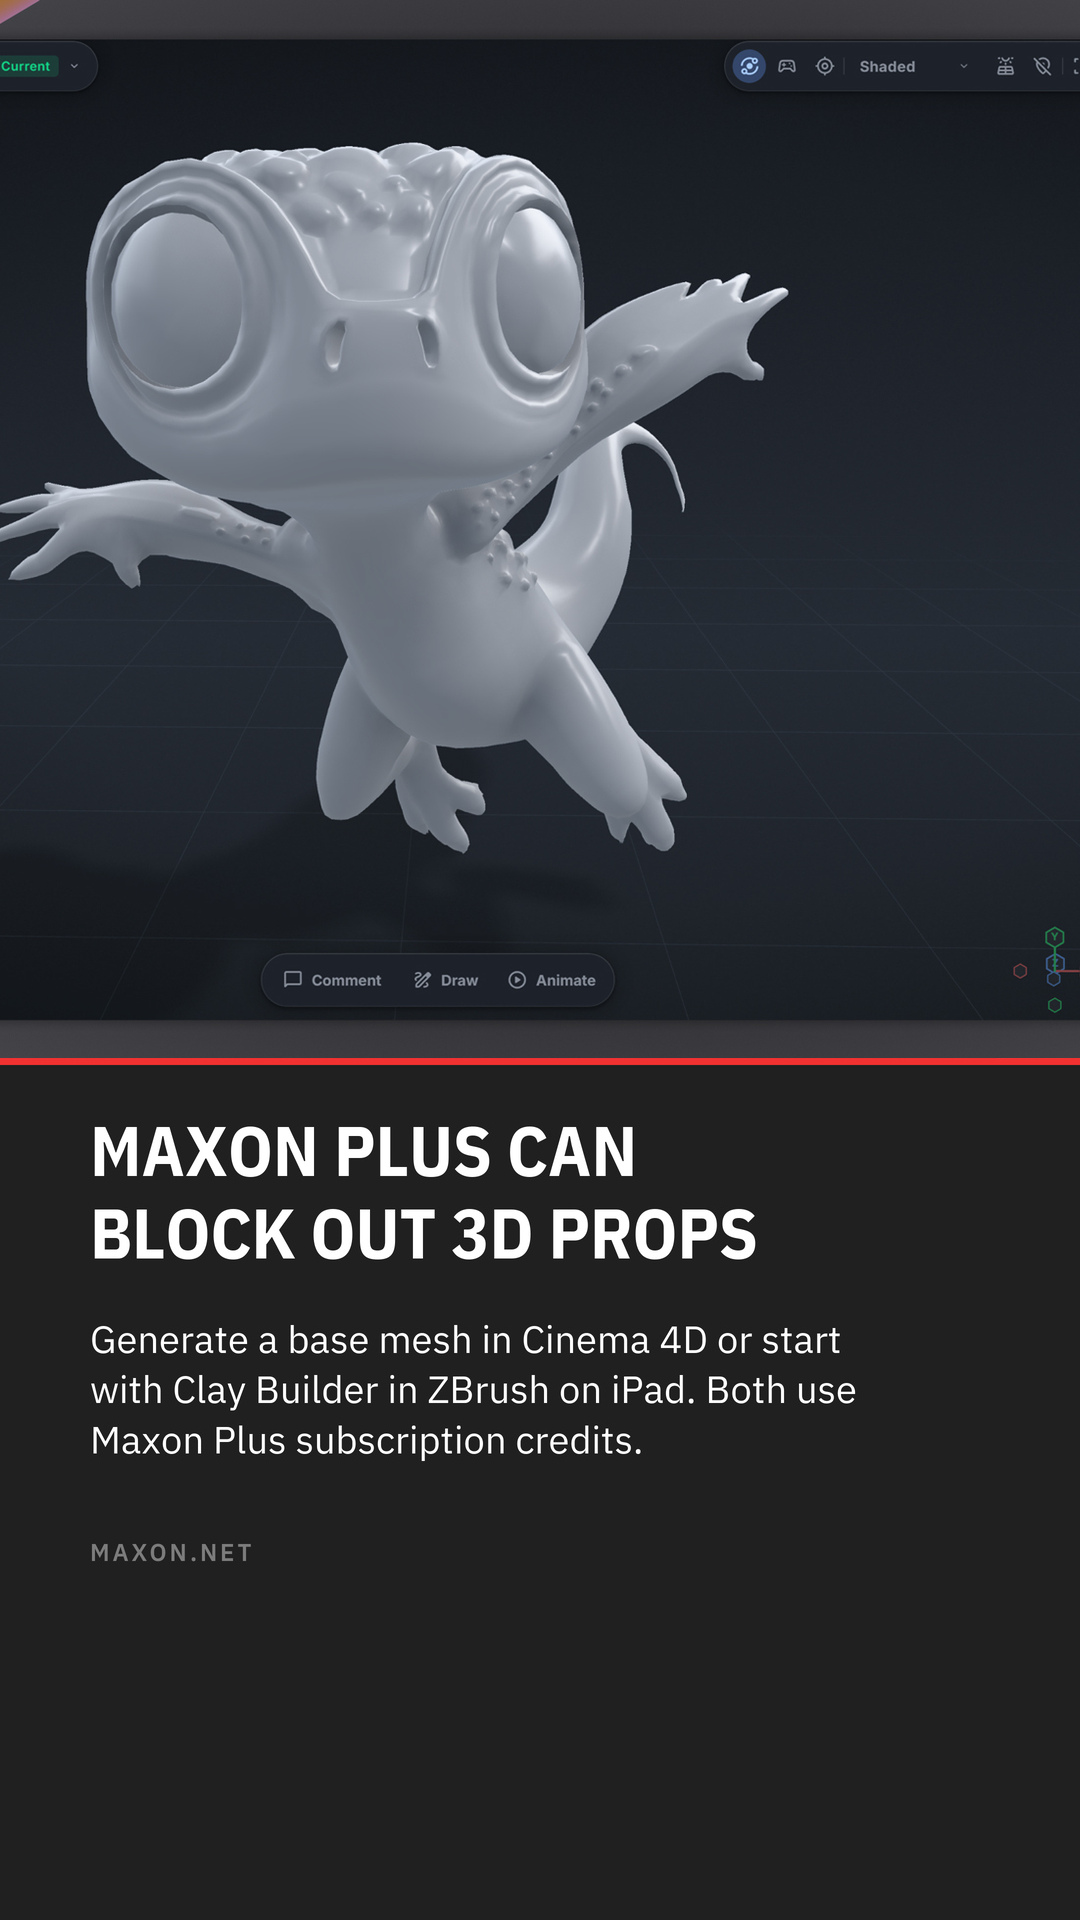 Current
Shaded
Y
Z
Comment Draw Animate
MAXON PLUS CAN
BLOCK OUT 3D PROPS
Generate a base mesh in Cinema 4D or start
with Clay Builder in ZBrush on iPad. Both use
Maxon Plus subscription credits.
MAXON.NET